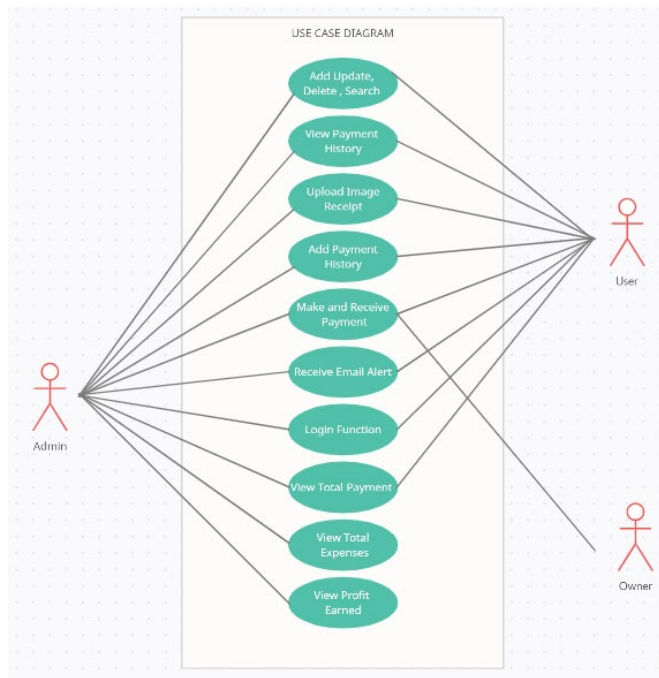 USE CASE DIAGRAM
Add Update,
Delete , Search
View Payment
History
Upload Image
Receipt
Add Payment
History
Make and Receive
Payment
Receive Email Alert
Login Function
View Total Payment
View Total
Expenses
View Profit
Earned
User
Admin
Owner